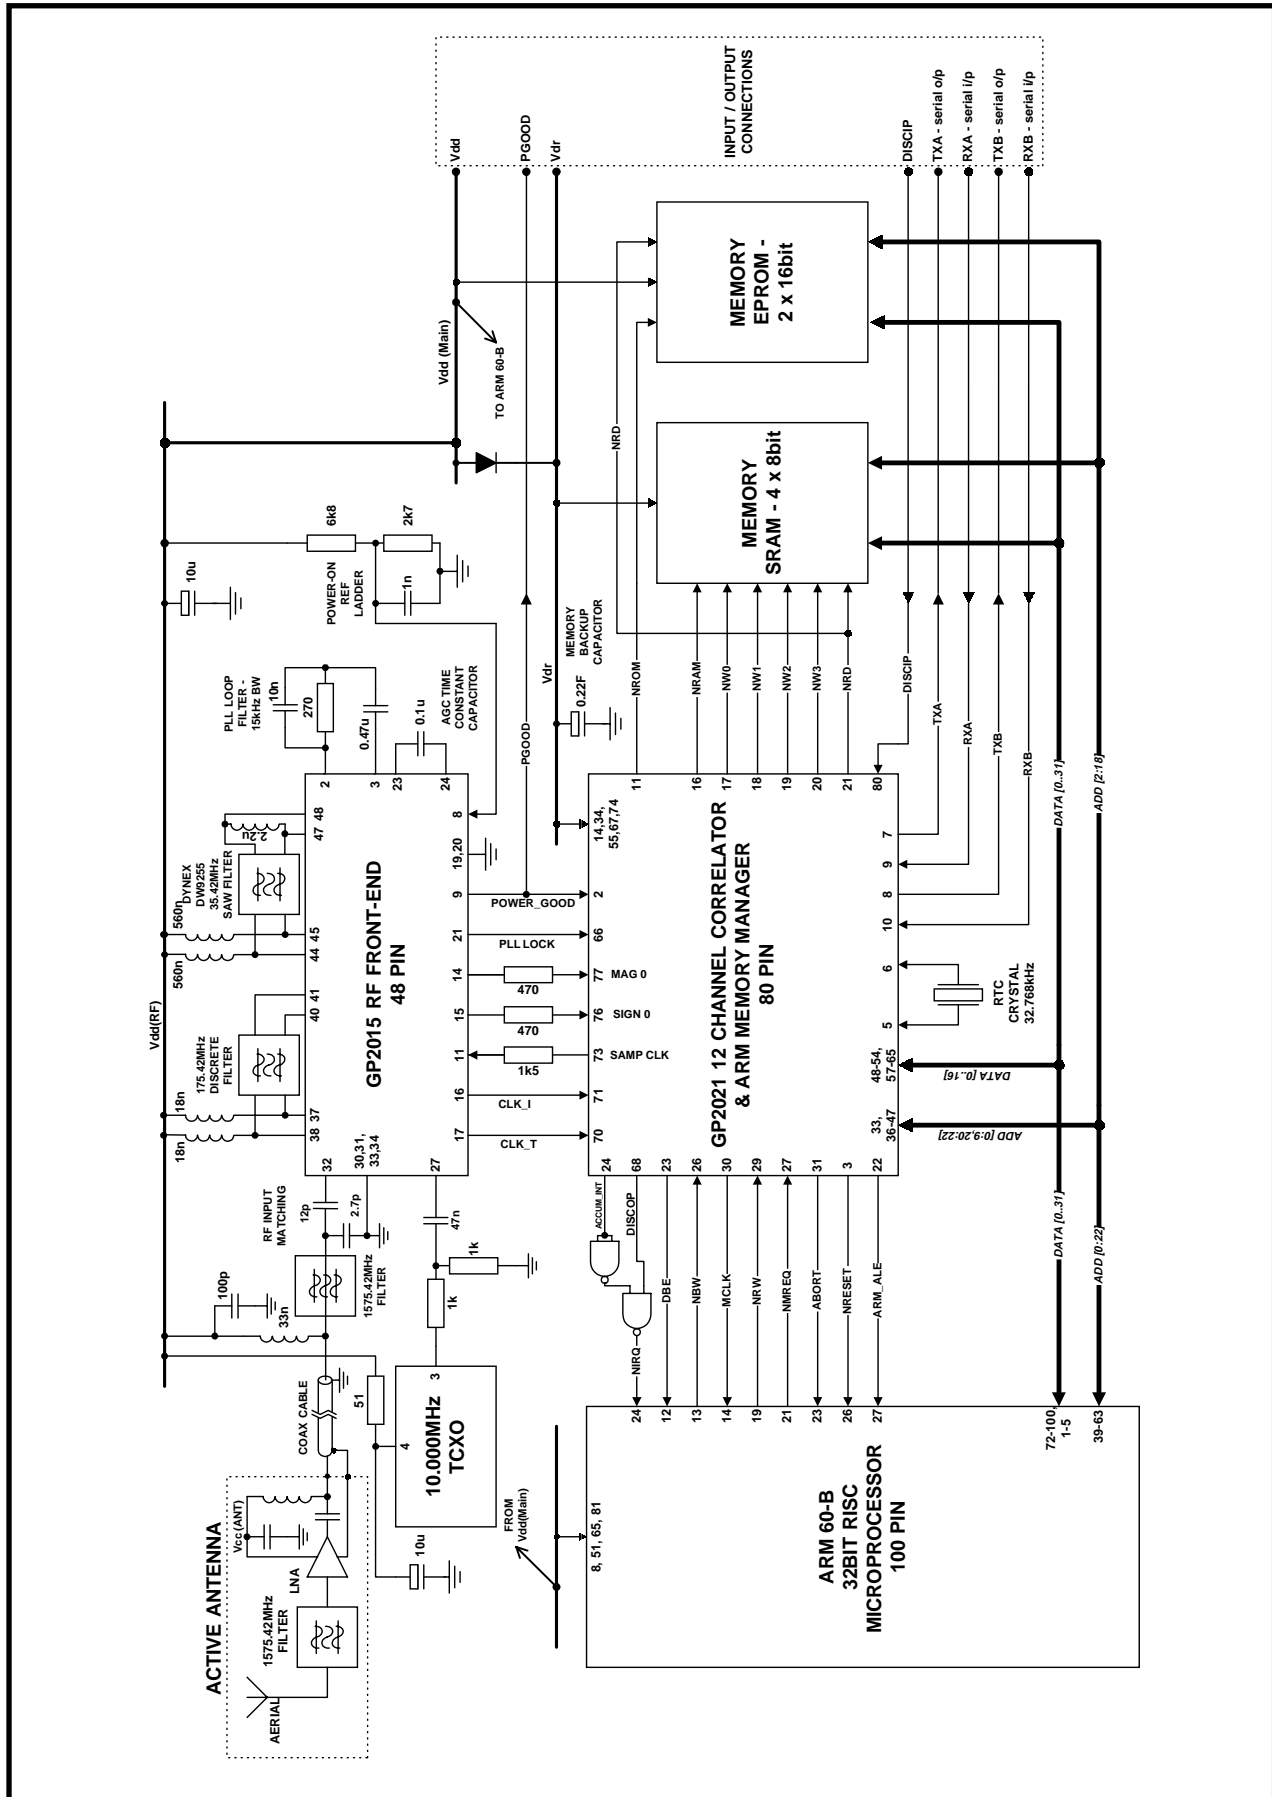 ACTIVE ANTENNA
AERIAL
1575.42MHz
FILTER
LNA
Vcc (ANT)
COAX CABLE
100p
33n
1575.42MHz
FILTER
RF INPUT
MATCHING
12p
2.7p
10u
51
4
10.000MHz
TCXO
3
1k
1k
47n
Vdd(RF)
18n
18n
175.42MHz
DISCRETE
FILTER
560n
560n
DYNEX
DW9255
35.42MHz
SAW FILTER
2.2u
32
30,31,
33,34
27
38
37
40
41
44
45
47
48
GP2015 RF FRONT-END
48 PIN
17
16
11
15
14
21
9
19,20
8
2
3
23
24
PLL LOOP
FILTER -
15kHz BW
10n
270
0.47u
0.1u
AGC TIME
CONSTANT
CAPACITOR
10u
POWER-ON
REF
LADDER
6k8
2k7
1n
CLK_T
CLK_I
1k5
SAMP CLK
470
SIGN 0
470
MAG 0
PLL LOCK
POWER_GOOD
PGOOD
Vdr
MEMORY
BACKUP
CAPACITOR
0.22F
Vdd (Main)
TO ARM 60-B
Vdd
PGOOD
Vdr
INPUT / OUTPUT
CONNECTIONS
DISCIP
TXA - serial o/p
RXA - serial i/p
TXB - serial o/p
RXB - serial i/p
70
71
73
76
77
66
2
14,34,
55,67,74
GP2021 12 CHANNEL CORRELATOR
& ARM MEMORY MANAGER
80 PIN
24
68
23
26
30
29
27
31
3
22
11
16
17
18
19
20
21
80
33,
36-47
48-54,
57-65
5
6
10
8
9
7
RTC
CRYSTAL
32.768kHz
NROM
NRAM
NW0
NW1
NW2
NW3
NRD
NRD
DISCIP
TXA
RXA
TXB
RXB
MEMORY
SRAM - 4 x 8bit
MEMORY
EPROM -
2 x 16bit
DATA [0..31]
ADD [2:18]
DATA [0..16]
ADD [0:9,20:22]
DATA [0..31]
ADD [0:22]
ACCUM_INT
DISCOP
NIRQ
DBE
NBW
MCLK
NRW
NMREQ
ABORT
NRESET
ARM_ALE
FROM
Vdd(Main)
8, 51, 65, 81
24
12
13
14
19
21
23
26
27
72-100,
1-5
39-63
ARM 60-B
32BIT RISC
MICROPROCESSOR
100 PIN